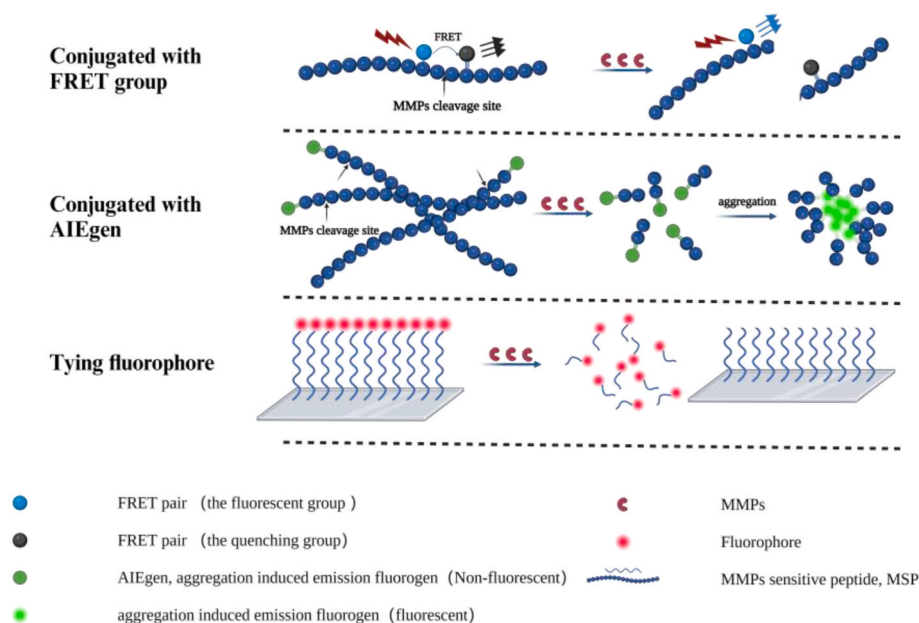 Conjugated with
FRET group
FRET
MMPs cleavage site
Conjugated with
AIEgen
MMPs cleavage site
aggregation
Tying fluorophore
FRET pair （the fluorescent group ）
MMPs
FRET pair （the quenching group）
Fluorophore
AIEgen, aggregation induced emission fluorogen （Non-fluorescent）
MMPs sensitive peptide, MSP
aggregation induced emission fluorogen （fluorescent）